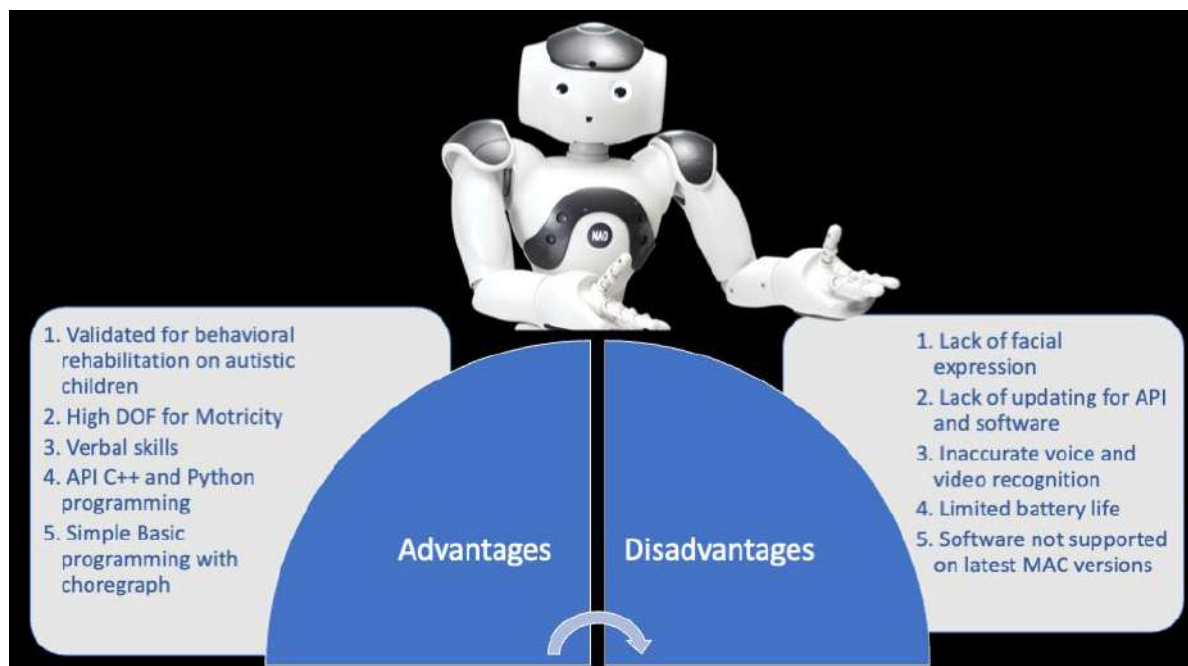 NAO
1. Validated for behavioral
rehabilitation on autistic
children
2. High DOF for Motricity
3. Verbal skills
4. API C++ and Python
programming
5. Simple Basic
programming with
choregraph
Advantages
Disadvantages
1. Lack of facial
expression
2. Lack of updating for API
and software
3. Inaccurate voice and
video recognition
4. Limited battery life
5. Software not supported
on latest MAC versions